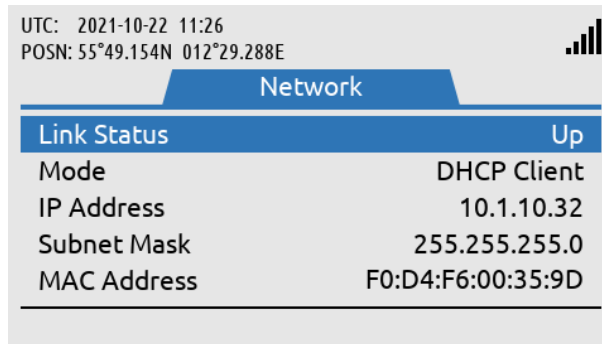 UTC: 2021-10-22 11:26
POSN: 55°49.154N 012°29.288E
Network
Link Status Up
Mode DHCP Client
IP Address 10.1.10.32
Subnet Mask 255.255.255.0
MAC Address F0:D4:F6:00:35:9D